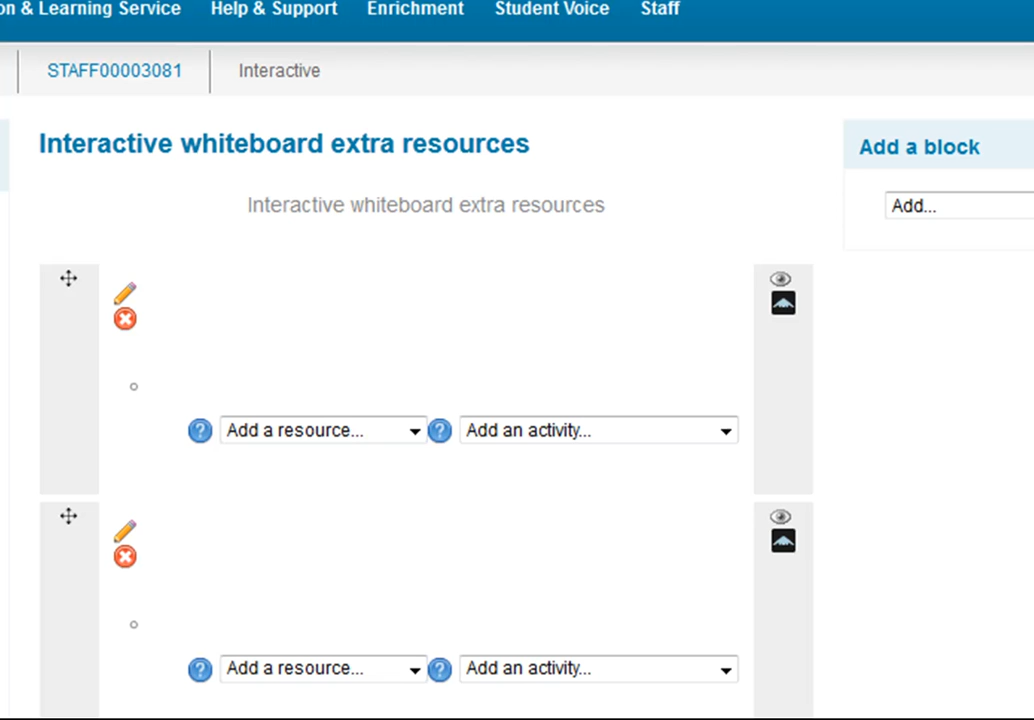 on & Learning Service Help & Support Enrichment Student Voice Staff
STAFF00003081 Interactive
Interactive whiteboard extra resources
Add a block
Interactive whiteboard extra resources
Add...
Add a resource... Add an activity...
Add a resource... Add an activity...